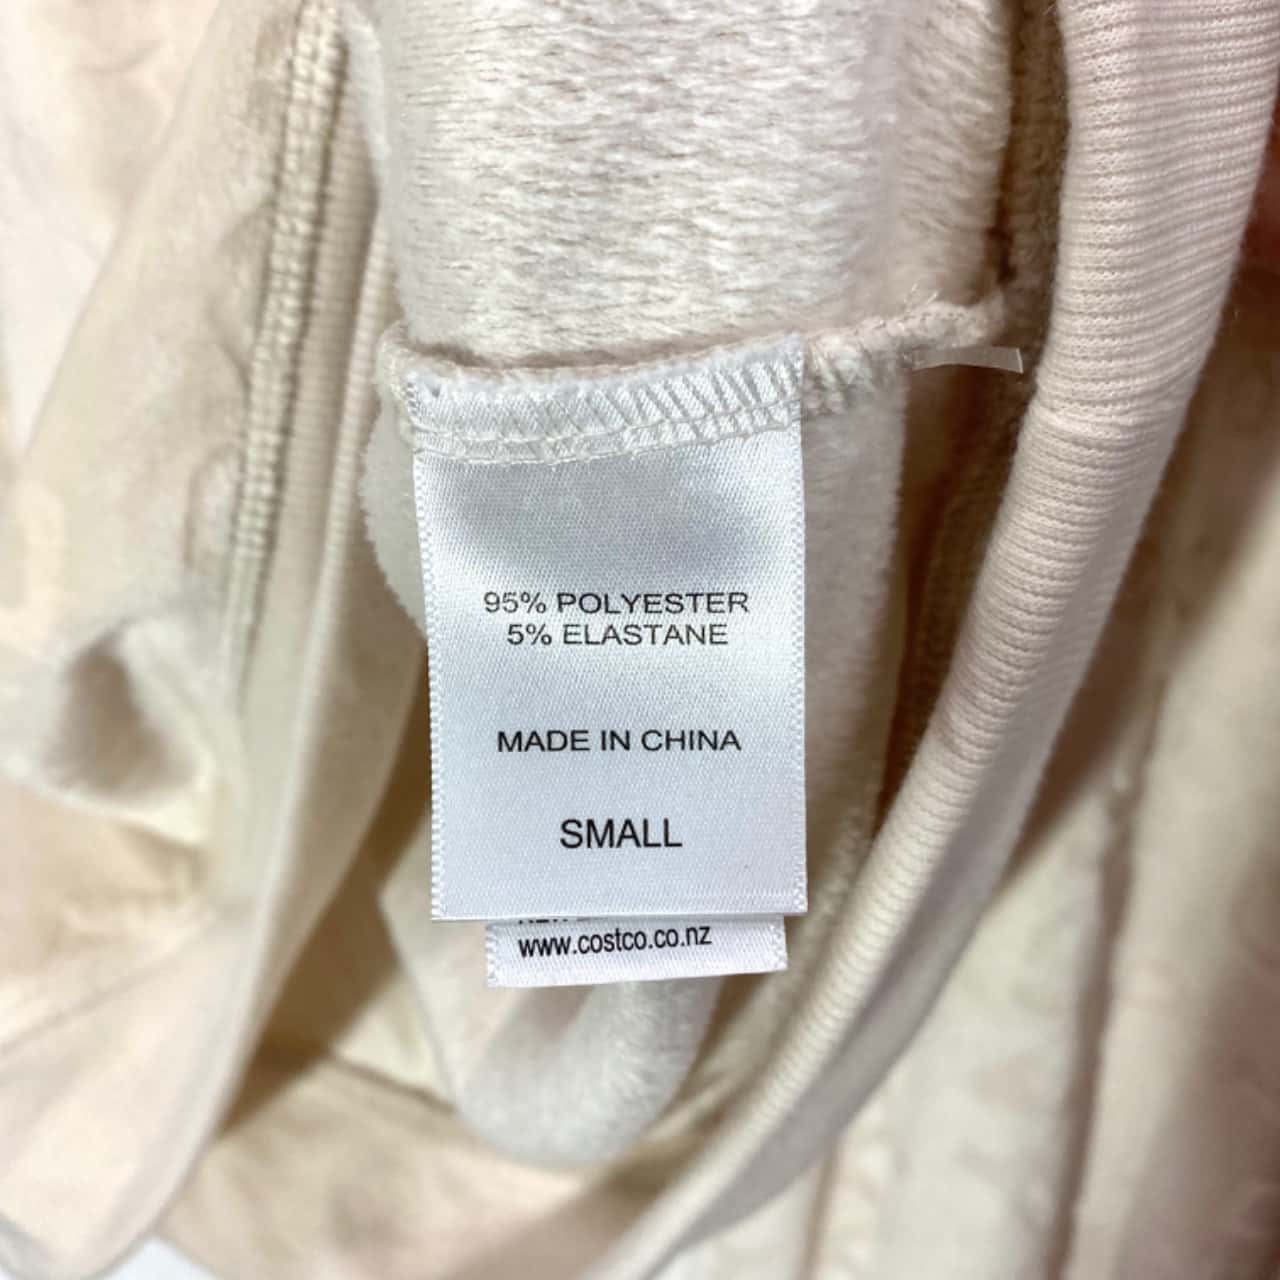 95% POLYESTER
5% ELASTANE
MADE IN CHINA
SMALL
www.costco.co.nz